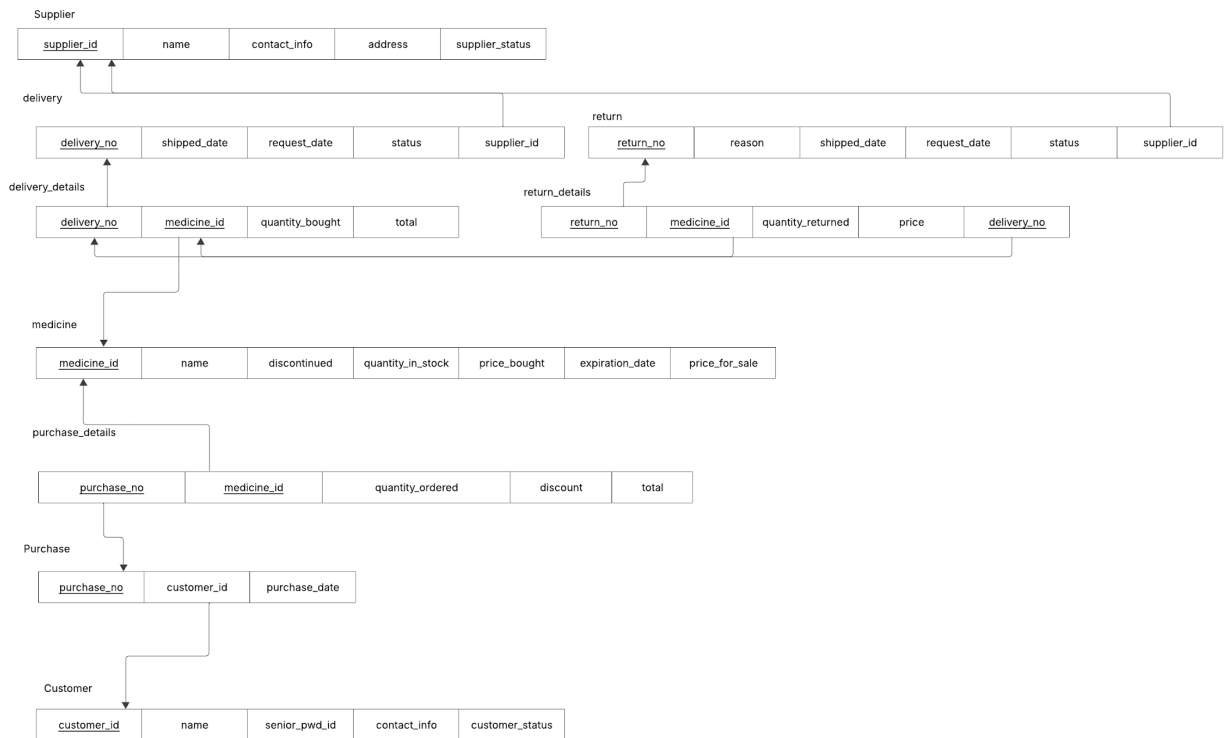 Supplier
supplier_id name contact_info address supplier_status
delivery
return
delivery_no shipped_date request_date status supplier_id
return_no reason shipped_date request_date status supplier_id
delivery_details
return_details
delivery_no medicine_id quantity_bought total
return_no medicine_id quantity_returned price delivery_no
medicine
medicine_id name discontinued quantity_in_stock price_bought expiration_date price_for_sale
purchase_details
purchase_no medicine_id quantity_ordered discount total
Purchase
purchase_no customer_id purchase_date
Customer
customer_id name senior_pwd_id contact_info customer_status